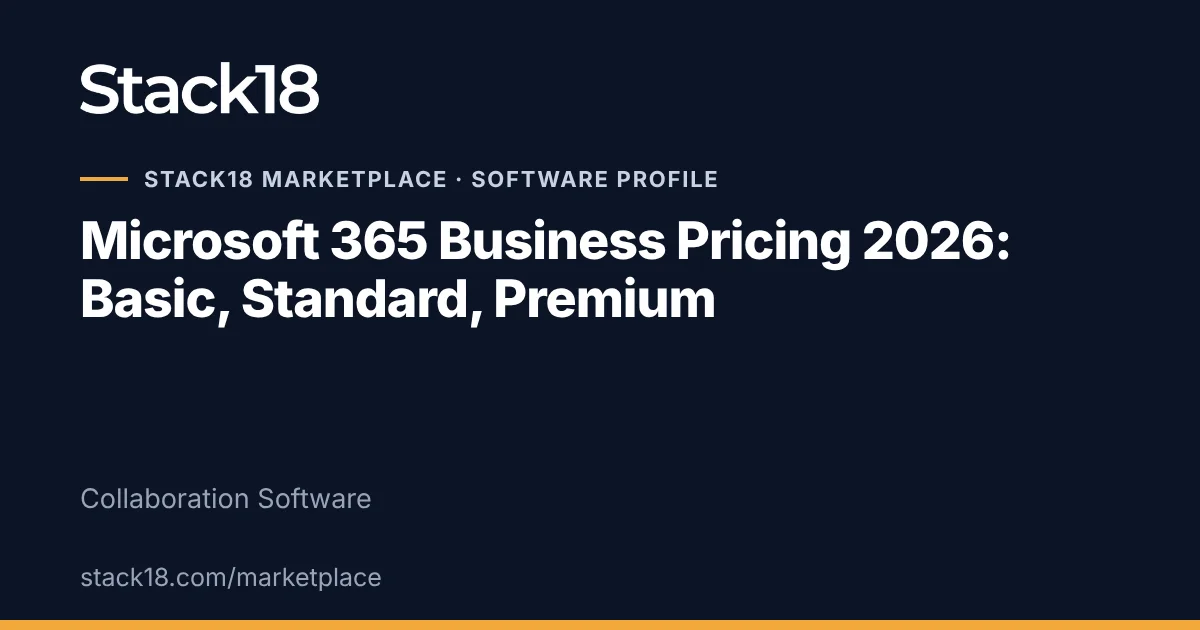 Stack18
STACK18 MARKETPLACE · SOFTWARE PROFILE
Microsoft 365 Business Pricing 2026:
Basic, Standard, Premium
Collaboration Software
stack18.com/marketplace